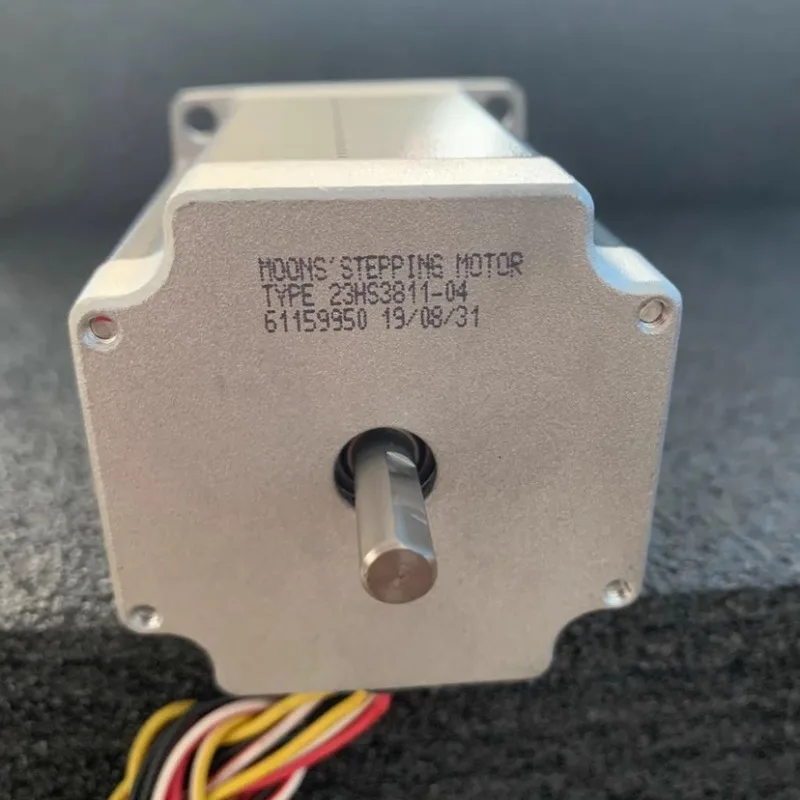 MOONS'STEPPING MOTOR
TYPE 23HS3811-04
61159950 19/08/31